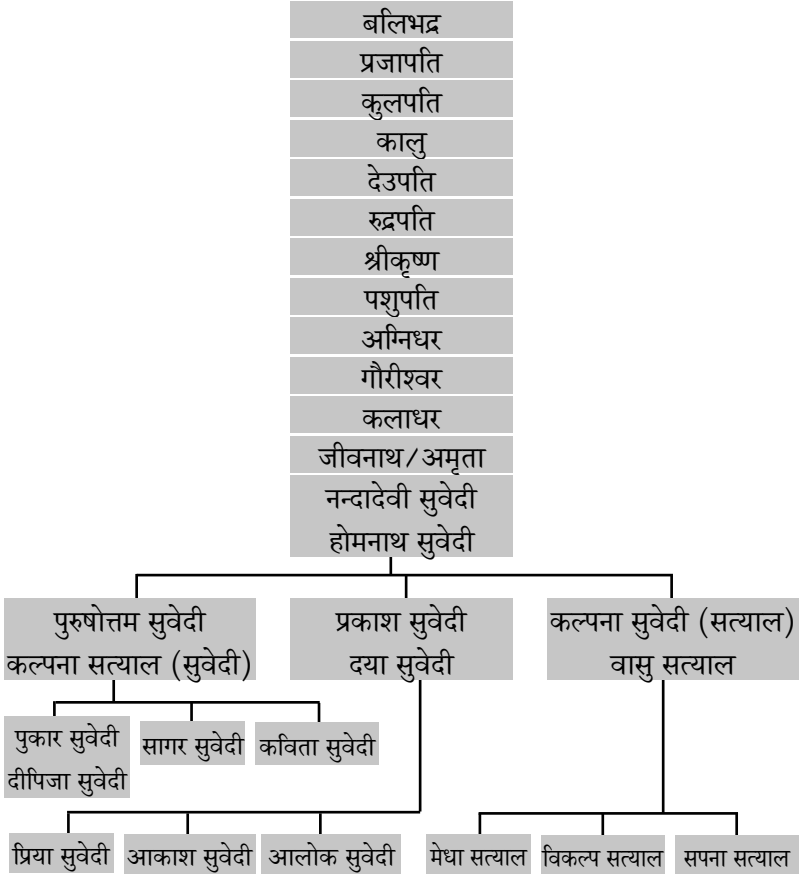 बलिभद्र
प्रजापति
कुलपति
कालु
देउपति
रुद्रपति
श्रीकृष्ण
पशुपति
अग्निधर
गौरीश्वर
कलाधर
जीवनाथ/अमृता
नन्दादेवी सुवेदी
होमनाथ सुवेदी
पुरुषोत्तम सुवेदी
कल्पना सत्याल (सुवेदी)
प्रकाश सुवेदी
दया सुवेदी
कल्पना सुवेदी (सत्याल)
वासु सत्याल
पुकार सुवेदी
दीपिजा सुवेदी
सागर सुवेदी
कविता सुवेदी
प्रिया सुवेदी
आकाश सुवेदी
आलोक सुवेदी
मेधा सत्याल
विकल्प सत्याल
सपना सत्याल